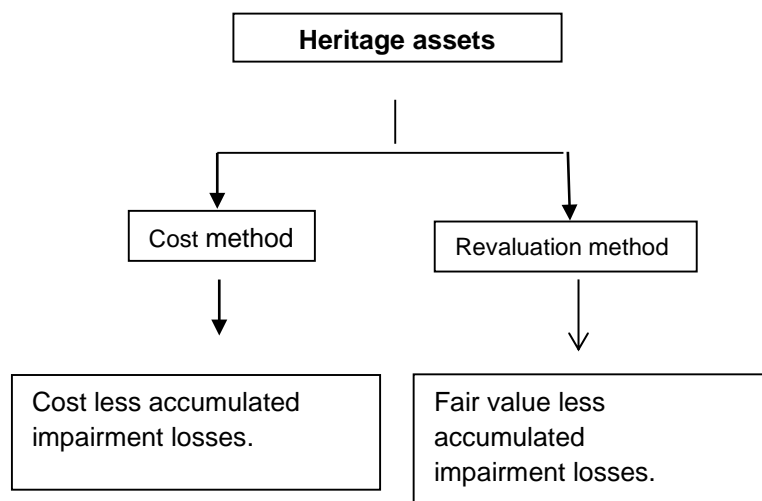 Heritage assets
Cost method
Revaluation method
Cost less accumulated
impairment losses.
Fair value less
accumulated
impairment losses.